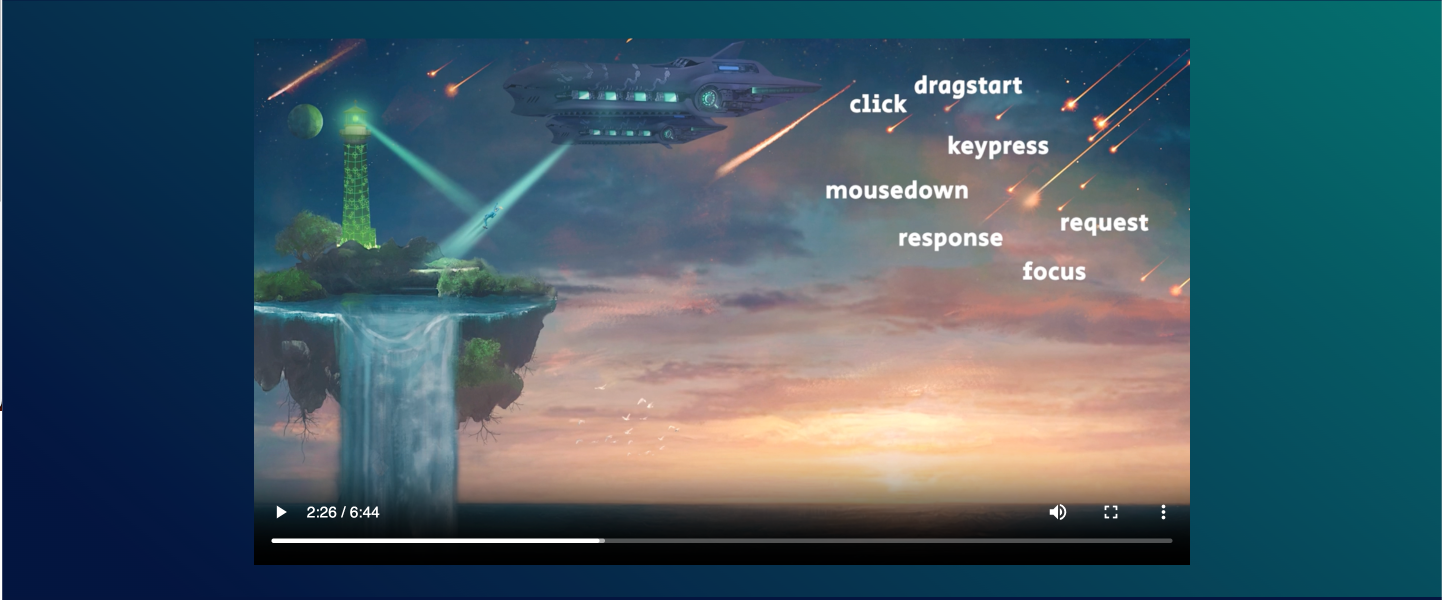 dragstart
click
keypress
mousedown
request
response
focus
2:26 / 6:44